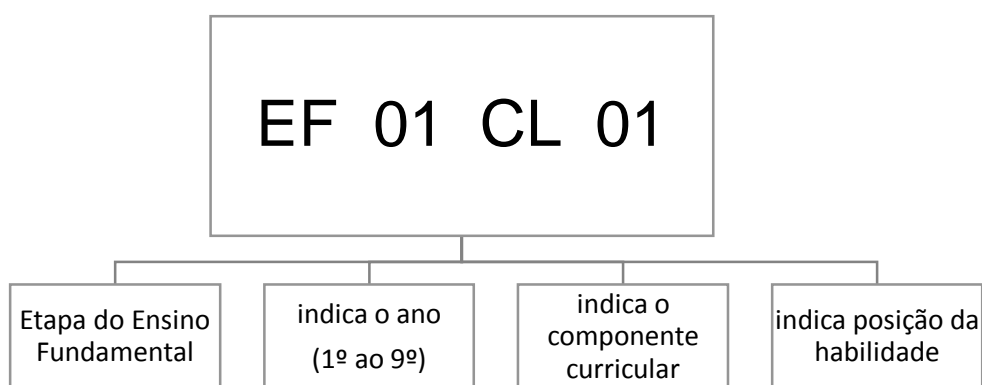 EF 01 CL 01
Etapa do Ensino
Fundamental
indica o ano
(1º ao 9º)
indica o
componente
curricular
indica posição da
habilidade